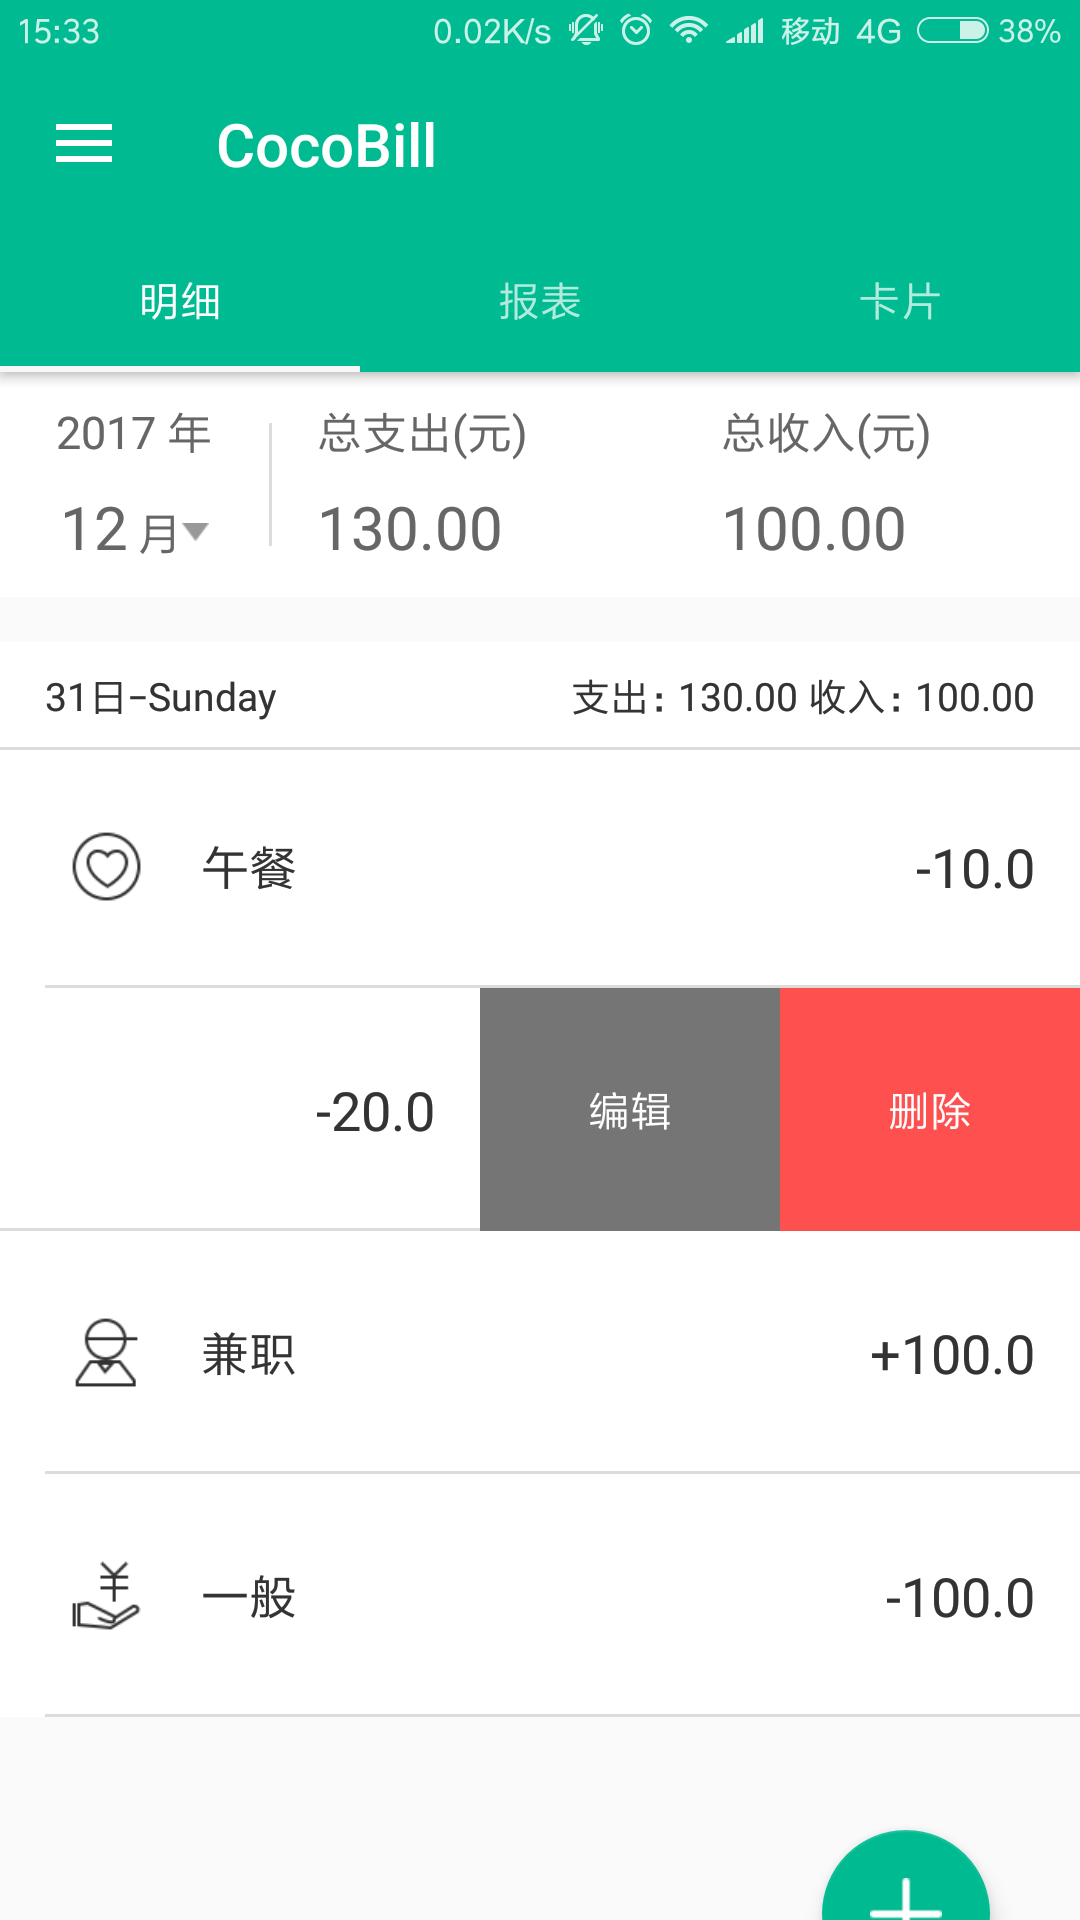 15:33 0.02K/s 移动 4G 38%
CocoBill
明细 报表 卡片
2017 年 总支出(元) 总收入(元)
12 月 130.00 100.00
31日-Sunday 支出: 130.00 收入: 100.00
午餐 -10.0
-20.0 编辑 删除
兼职 +100.0
一般 -100.0